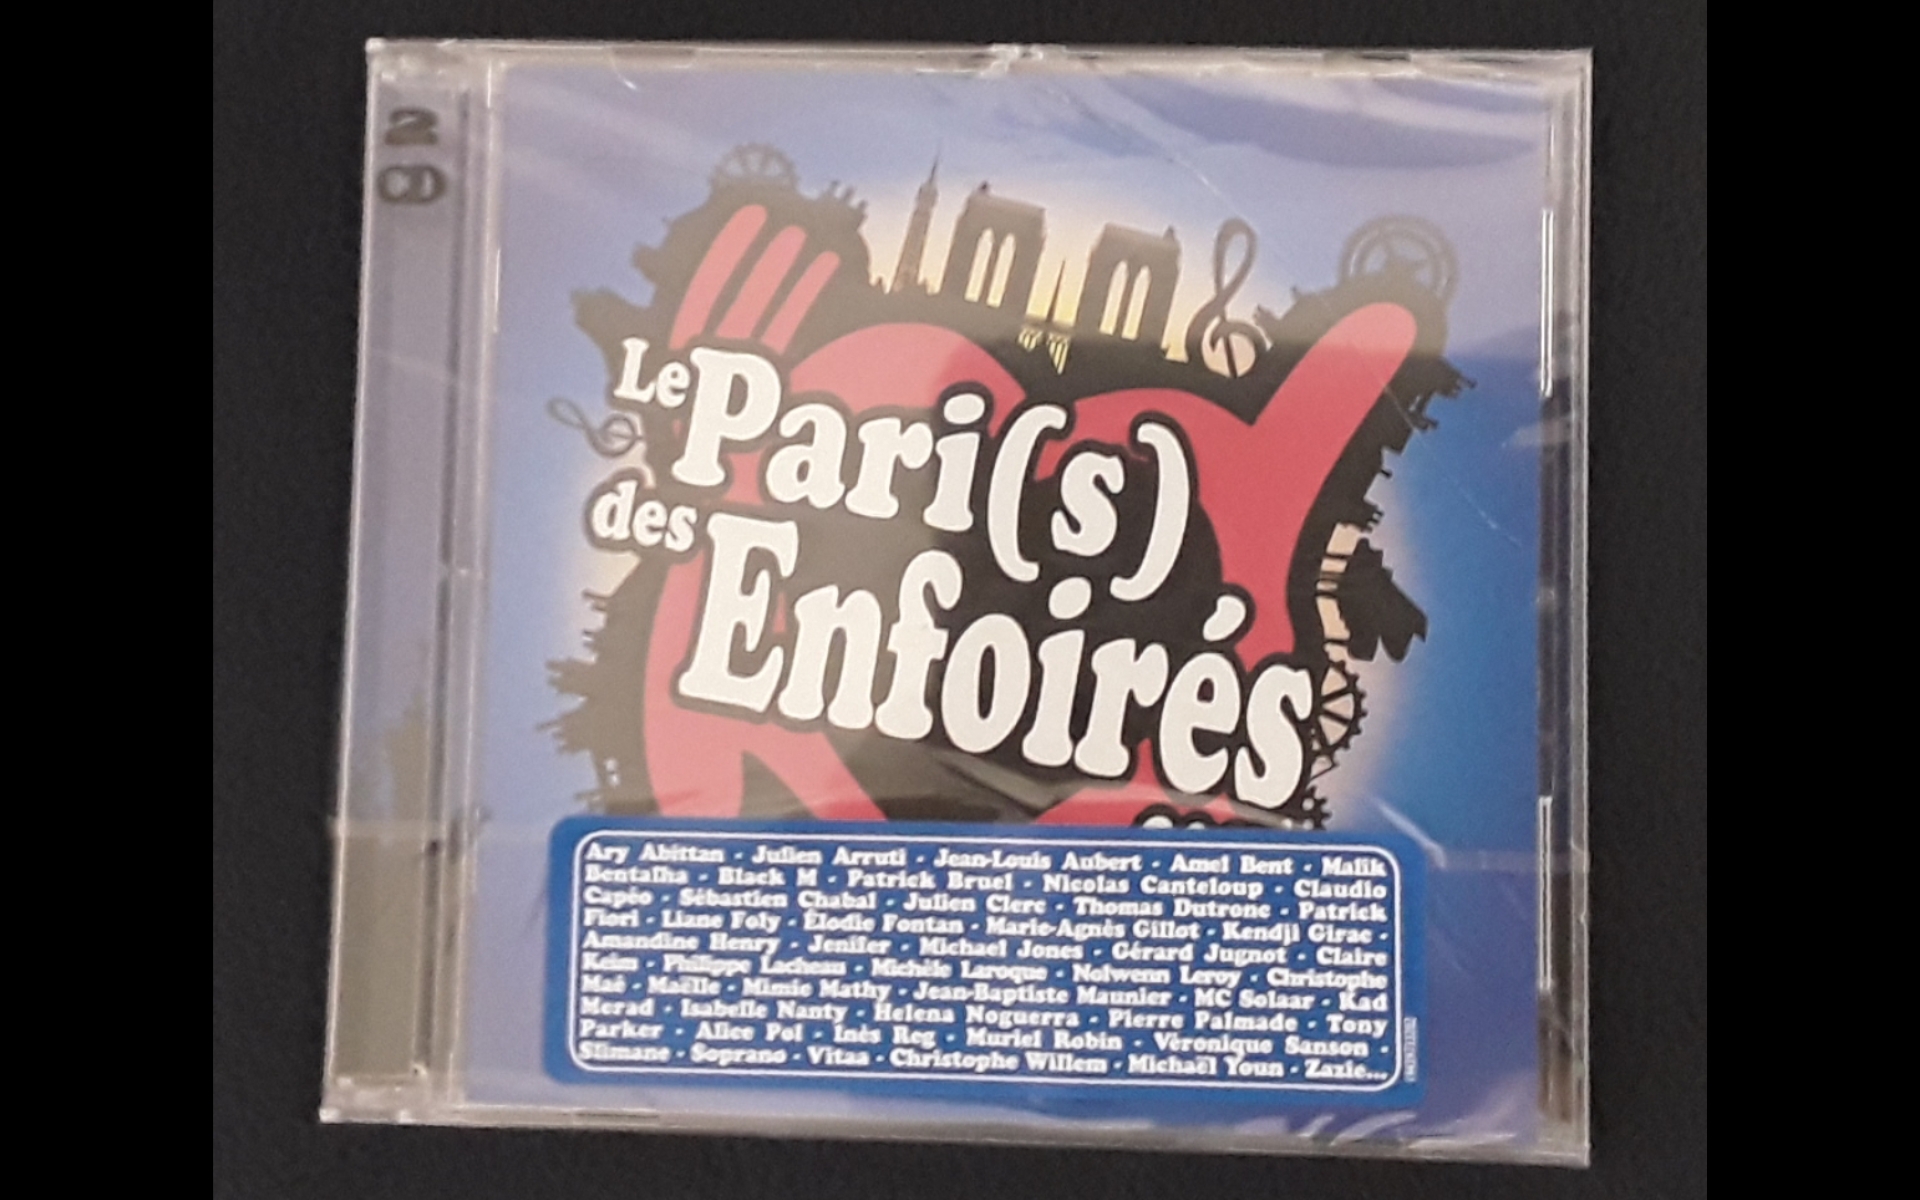 2
Le Pari(s)
des Enfoirés
Ary Abittan - Julien Arruti - Jean-Louis Aubert - Amel Bent - Malik
Bentalha - Black M - Patrick Bruel - Nicolas Canteloup - Claudio
Capéo - Sébastien Chabal - Julien Clerc - Thomas Dutronc - Patrick
Fiori - Liane Foly - Élodie Fontan - Marie-Agnès Gillot - Kendji Girac -
Amandine Henry - Jenifer - Michael Jones - Gérard Jugnot - Claire
Keim - Philippe Lacheau - Michèle Laroque - Nolwenn Leroy - Christophe
Maé - Maëlle - Mimie Mathy - Jean-Baptiste Maunier - MC Solaar - Kad
Merad - Isabelle Nanty - Helena Noguerra - Pierre Palmade - Tony
Parker - Alice Pol - Inès Reg - Muriel Robin - Véronique Sanson -
Slimane - Soprano - Vitaa - Christophe Willem - Michaël Youn - Zazie...